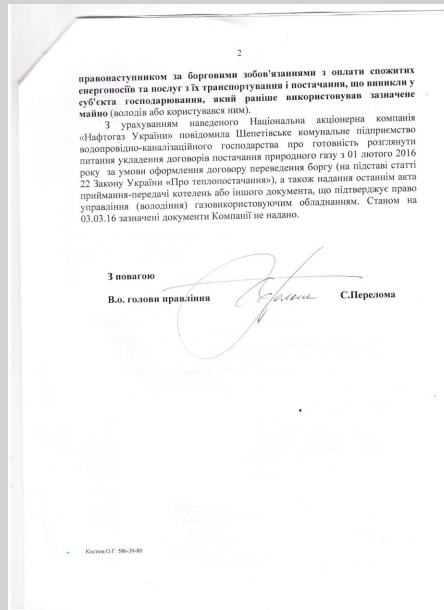 2
правонаступником за борговими зобов'язаннями з оплати спожитих
енергоносіїв та послуг з їх транспортування і постачання, що виникли у
суб'єкта господарювання, який раніше використовував зазначене
майно (володів або користувався ним).
З урахуванням наведеного Національна акціонерна компанія
«Нафтогаз України» повідомила Шепетівське комунальне підприємство
водопровідно-каналізаційного господарства про готовність розглянути
питання укладення договорів постачання природного газу з 01 лютого 2016
року за умови оформлення договору переведення боргу (на підставі статті
22 Закону України «Про теплопостачання»), а також надання останнім акта
приймання-передачі котелень або іншого документа, що підтверджує право
управління (володіння) газовикористовуючим обладнанням. Станом на
03.03.16 зазначені документи Компанії не надано.
З повагою
В.о. голови правління С.Перелома
Костюк О.Г. 586-39-80